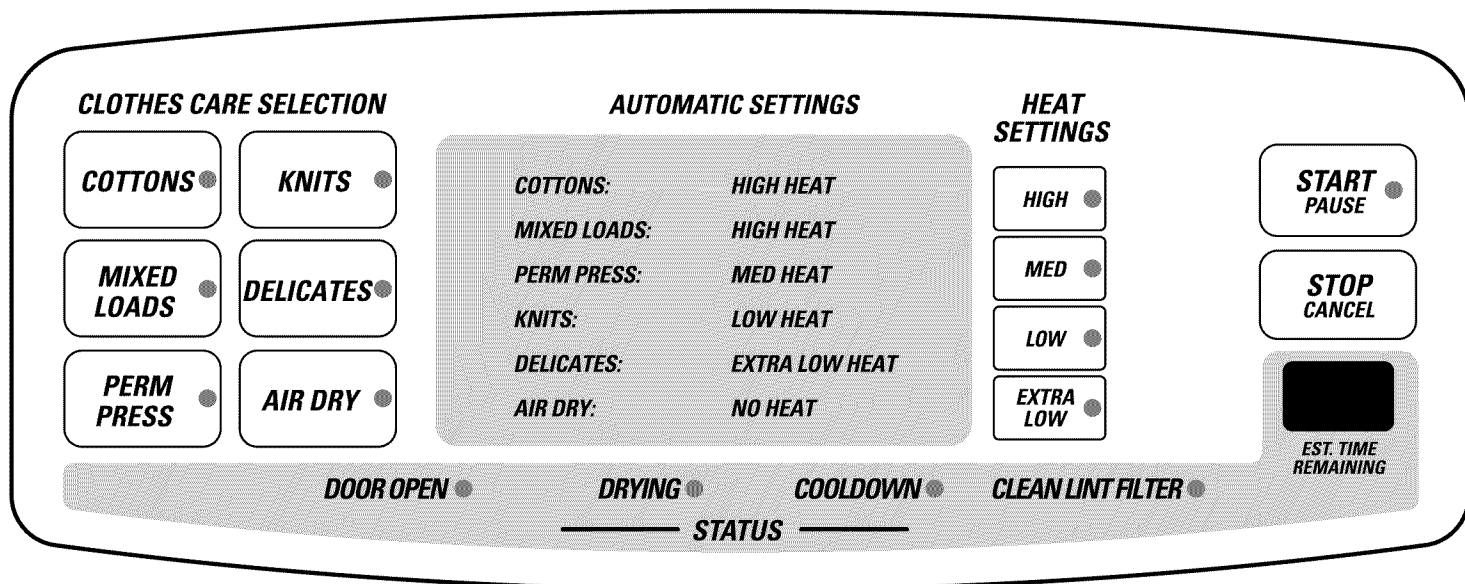 CLOTHES CARE SELECTION
COTTONS
KNITS
MIXED
LOADS
DELICATES
PERM
PRESS
AIR DRY
AUTOMATIC SETTINGS
COTTONS: HIGH HEAT
MIXED LOADS: HIGH HEAT
PERM PRESS: MED HEAT
KNITS: LOW HEAT
DELICATES: EXTRA LOW HEAT
AIR DRY: NO HEAT
HEAT
SETTINGS
HIGH
MED
LOW
EXTRA
LOW
START
PAUSE
STOP
CANCEL
EST. TIME
REMAINING
DOOR OPEN DRYING COOLDOWN CLEAN LINT FILTER
STATUS